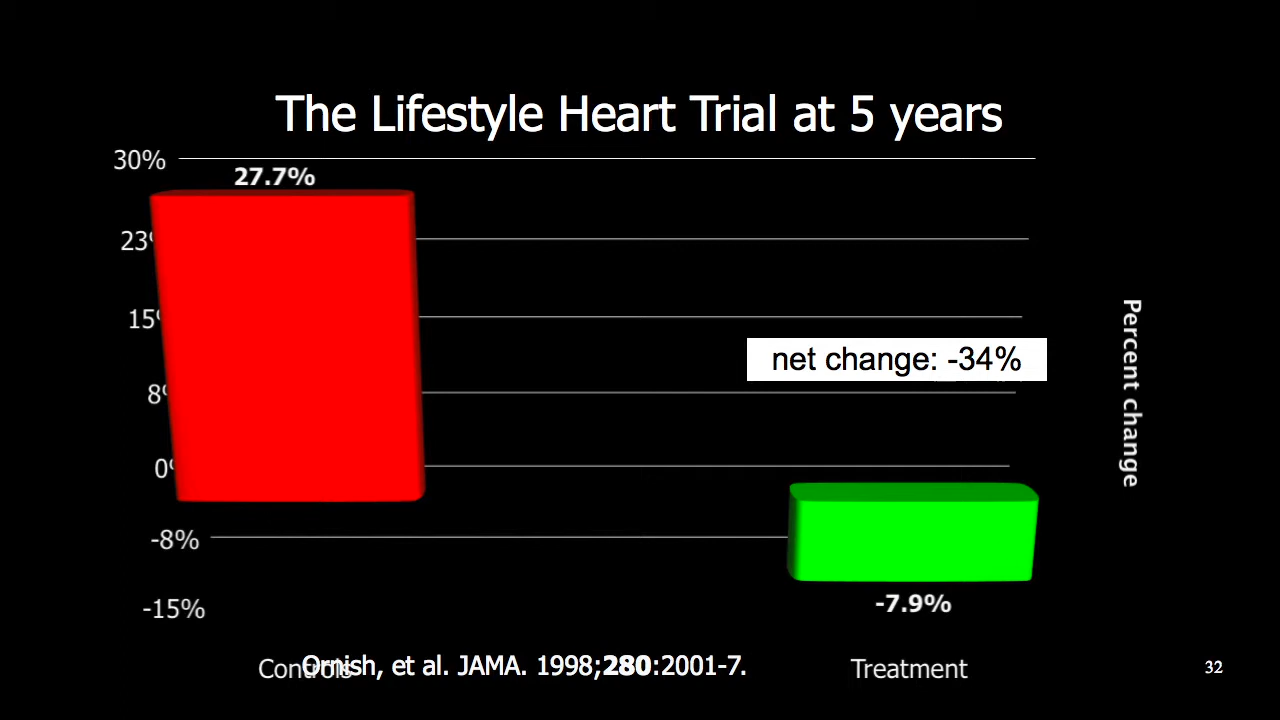 The Lifestyle Heart Trial at 5 years
30%
27.7%
23%
15%
net change: -34%
8%
0%
-8%
-7.9%
-15%
Percent change
Controls
Ornish, et al. JAMA. 1998;280:2001-7.
Treatment
32